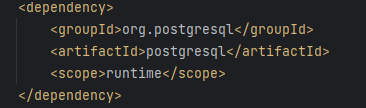 <dependency>
<groupId>org.postgresql</groupId>
<artifactId>postgresql</artifactId>
<scope>runtime</scope>
</dependency>